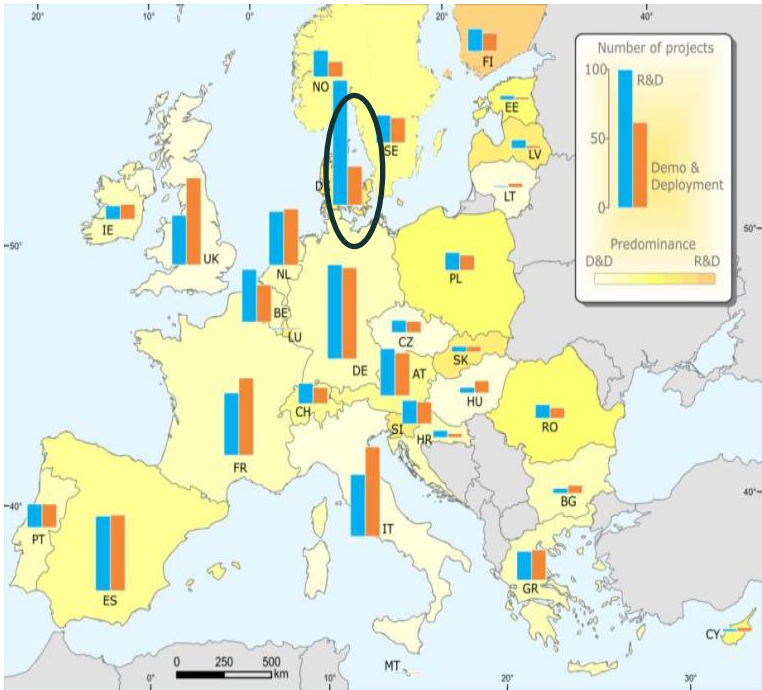 20° 10° 0° 20° 40°
Number of projects
100
R&D
50
Demo &
Deployment
0
Predominance
D&D R&D
FI
NO
SE
EE
LV
LT
IE
UK
NL
BE
LU
DE
PL
CZ
SK
AT
HU
CH
SI
HR
RO
FR
IT
BG
PT
ES
GR
CY
MT
50°
50°
40°
40°
0 250 500
km
0° 10° 20° 30°